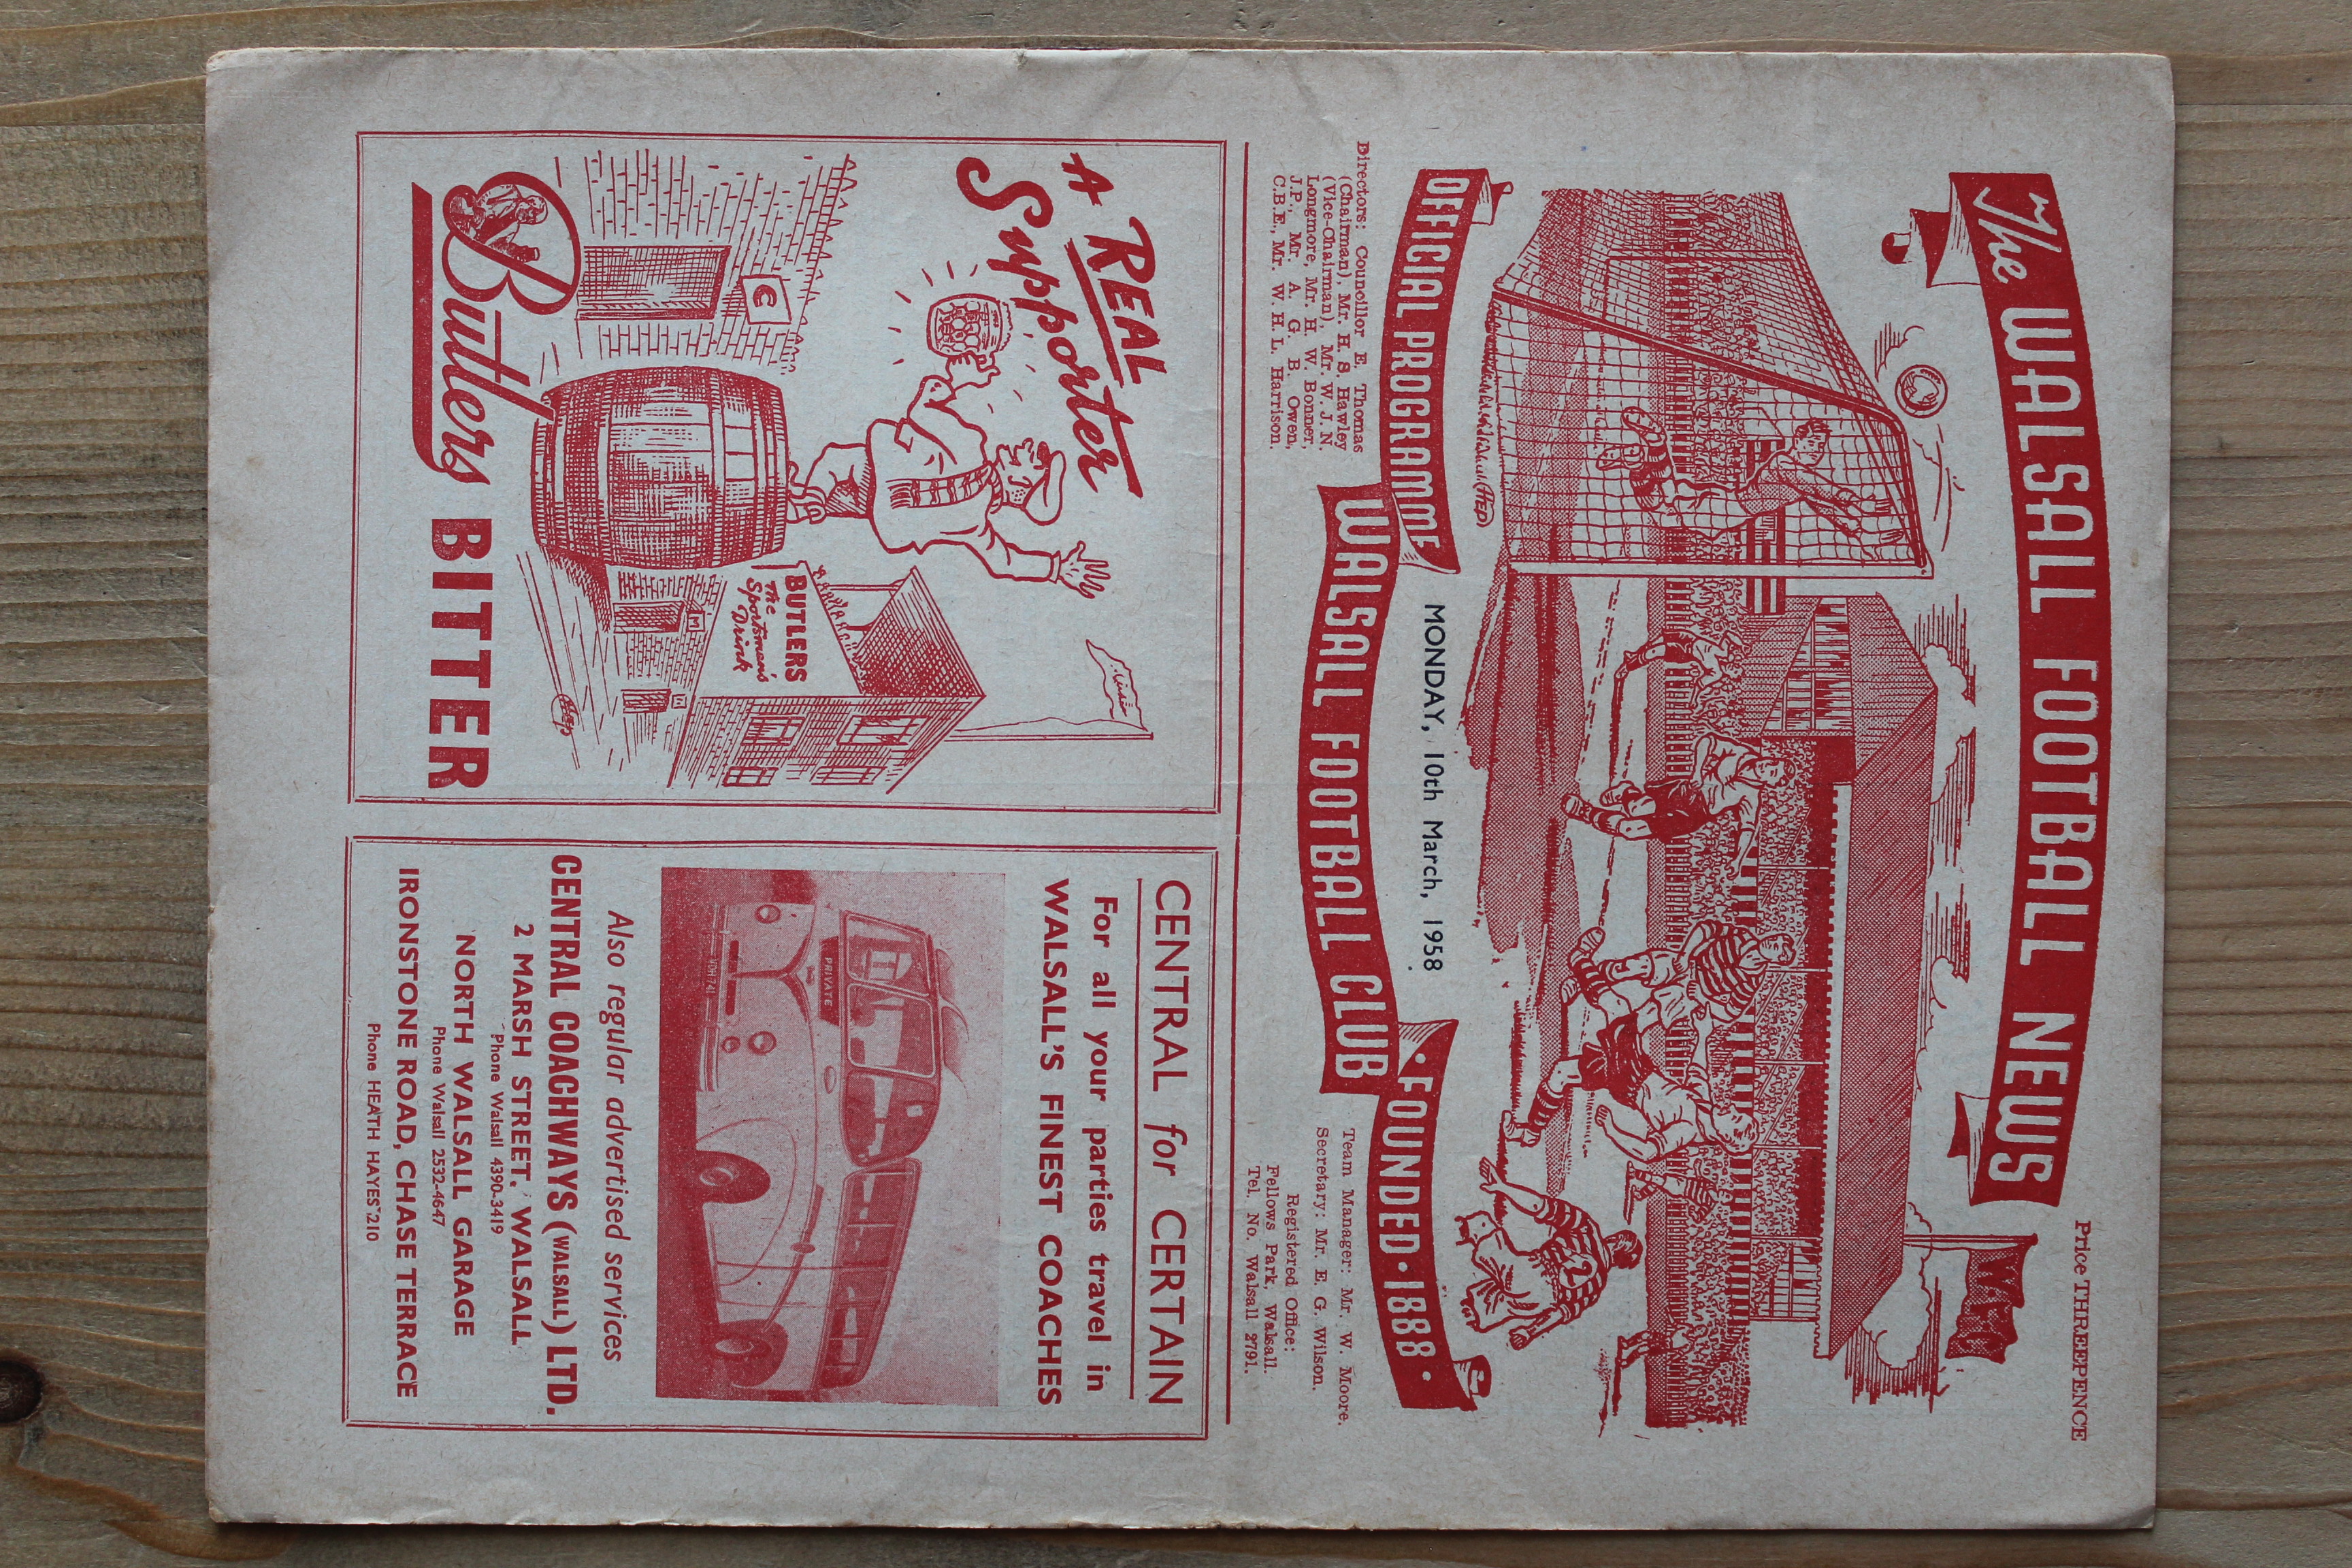 Price THREEPENCE
The WALSALL FOOTBALL NEWS
W.F.C
2
OFFICIAL PROGRAMME
MONDAY, 10th March, 1958
WALSALL FOOTBALL CLUB
· FOUNDED · 1888 ·
Directors: Councillor E. Thomas
(Chairman), Mr. H. S. Hawley
(Vice-Chairman), Mr. W. J. N.
Longmore, Mr. H. W. Bonner,
J.P., Mr. A. G. B. Owen,
C.B.E., Mr. W. H. L. Harrison.
Team Manager: Mr. W. Moore.
Secretary: Mr. E. G. Wilson.
Registered Office:
Fellows Park, Walsall.
Tel. No. Walsall 2791.
A REAL
Supporter
BUTLERS
The
Sportsman's
Drink
Butlers BITTER
CENTRAL for CERTAIN
For all your parties travel in
WALSALL'S FINEST COACHES
PRIVATE
Also regular advertised services
CENTRAL COACHWAYS (WALSALL) LTD.
2 MARSH STREET, WALSALL
Phone Walsall 4390-3419
NORTH WALSALL GARAGE
Phone Walsall 2532-4647
IRONSTONE ROAD, CHASE TERRACE
Phone HEATH HAYES 210